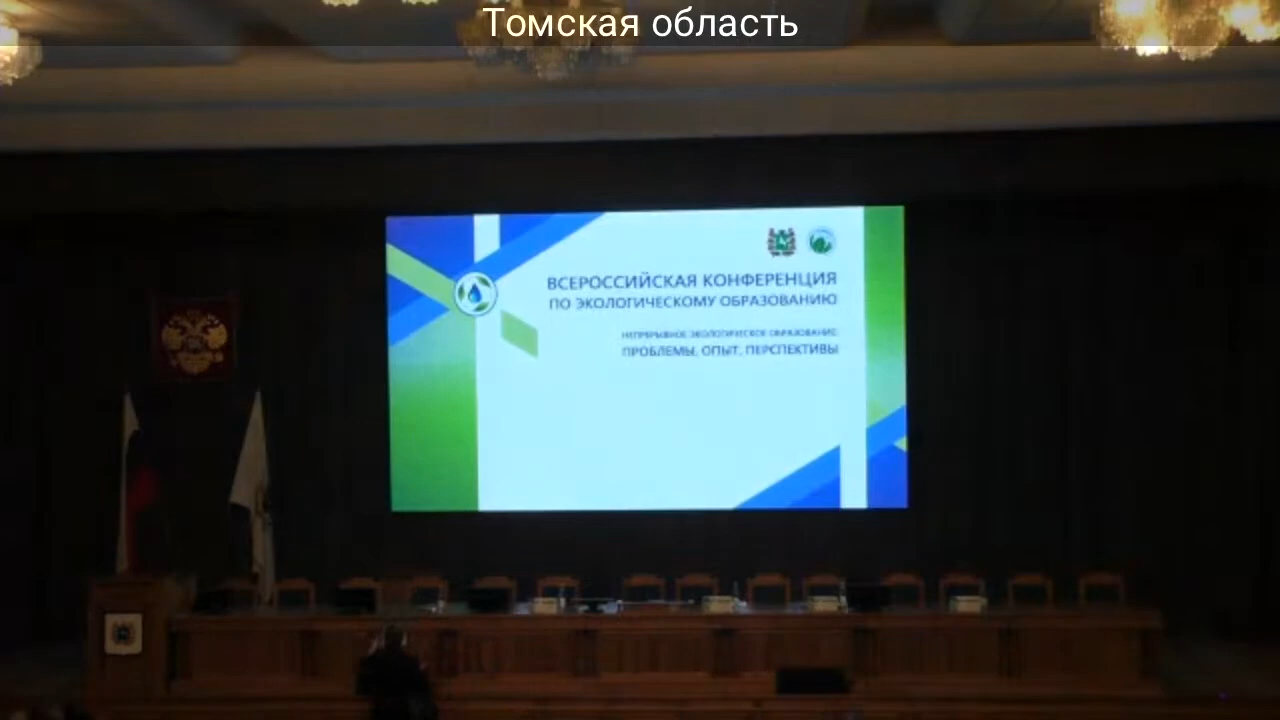 Томская область
ВСЕРОССИЙСКАЯ КОНФЕРЕНЦИЯ
ПО ЭКОЛОГИЧЕСКОМУ ОБРАЗОВАНИЮ
НЕПРЕРЫВНОЕ ЭКОЛОГИЧЕСКОЕ ОБРАЗОВАНИЕ:
ПРОБЛЕМЫ, ОПЫТ, ПЕРСПЕКТИВЫ